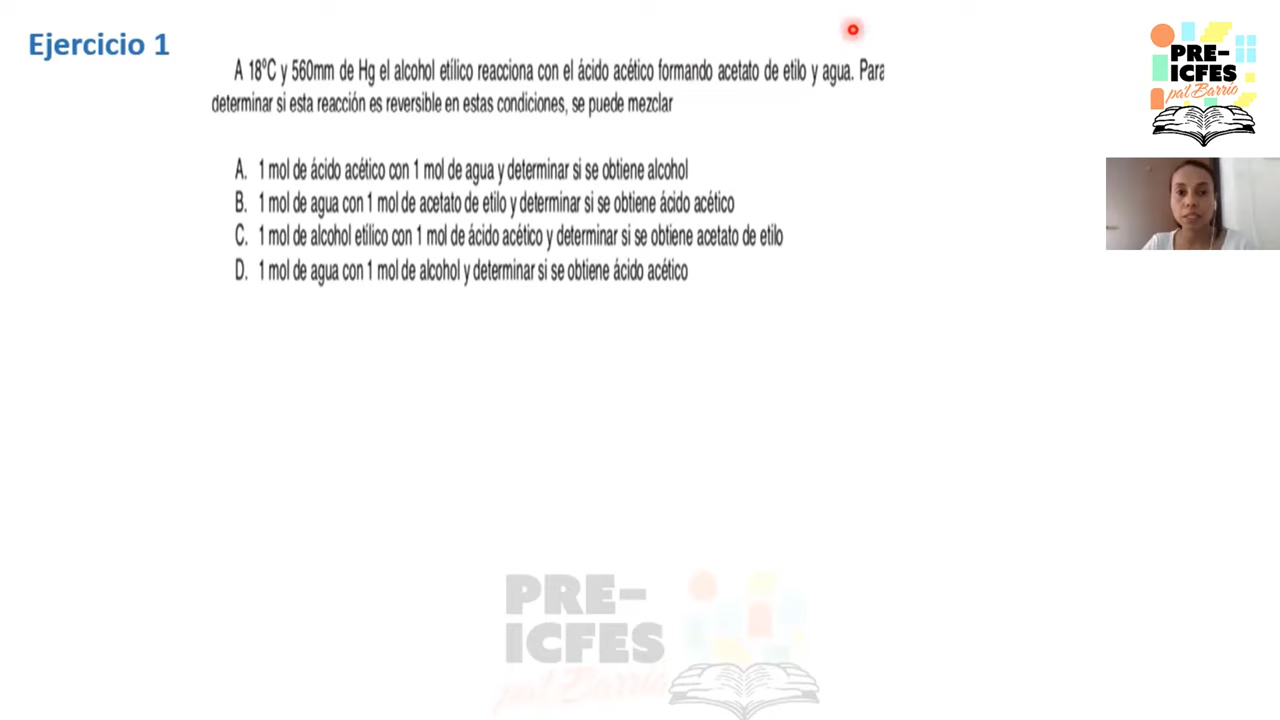 Ejercicio 1
A 18ºC y 560mm de Hg el alcohol etílico reacciona con el ácido acético formando acetato de etilo y agua. Para
determinar si esta reacción es reversible en estas condiciones, se puede mezclar
A. 1 mol de ácido acético con 1 mol de agua y determinar si se obtiene alcohol
B. 1 mol de agua con 1 mol de acetato de etilo y determinar si se obtiene ácido acético
C. 1 mol de alcohol etílico con 1 mol de ácido acético y determinar si se obtiene acetato de etilo
D. 1 mol de agua con 1 mol de alcohol y determinar si se obtiene ácido acético
PRE-
ICFES
pa'l Barrio
PRE-
ICFES
pa'l Barrio